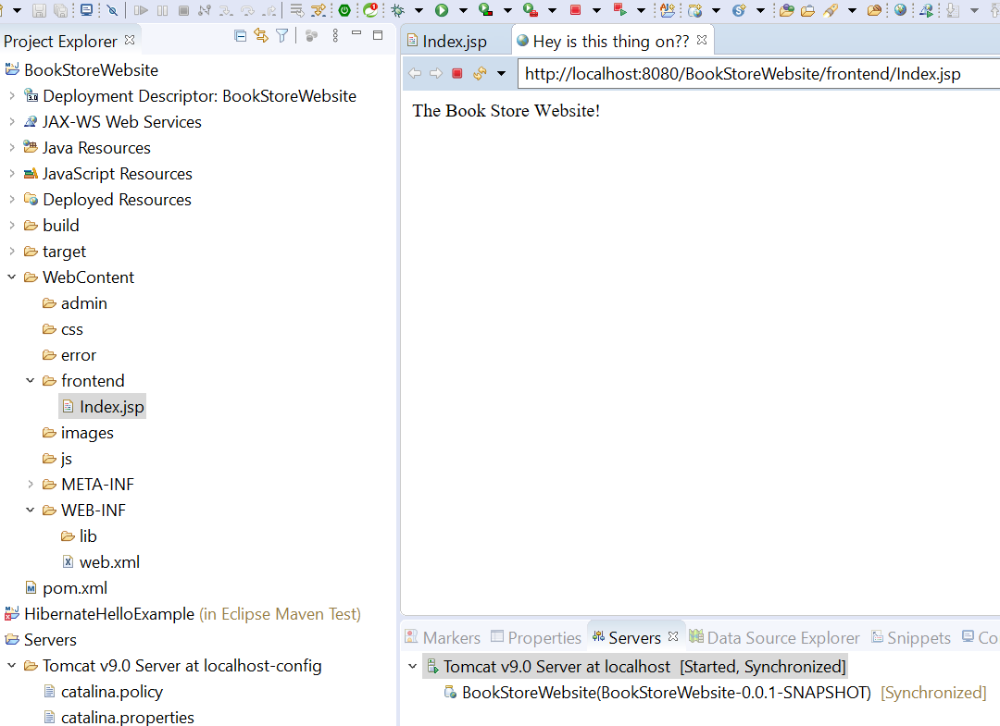 Project Explorer
BookStoreWebsite
Deployment Descriptor: BookStoreWebsite
JAX-WS Web Services
Java Resources
JavaScript Resources
Deployed Resources
build
target
WebContent
admin
css
error
frontend
Index.jsp
images
js
META-INF
WEB-INF
lib
web.xml
pom.xml
HibernateHelloExample (in Eclipse Maven Test)
Servers
Tomcat v9.0 Server at localhost-config
catalina.policy
catalina.properties
Index.jsp Hey is this thing on??
http://localhost:8080/BookStoreWebsite/frontend/Index.jsp
The Book Store Website!
Markers Properties Servers Data Source Explorer Snippets Co
Tomcat v9.0 Server at localhost [Started, Synchronized]
BookStoreWebsite(BookStoreWebsite-0.0.1-SNAPSHOT) [Synchronized]